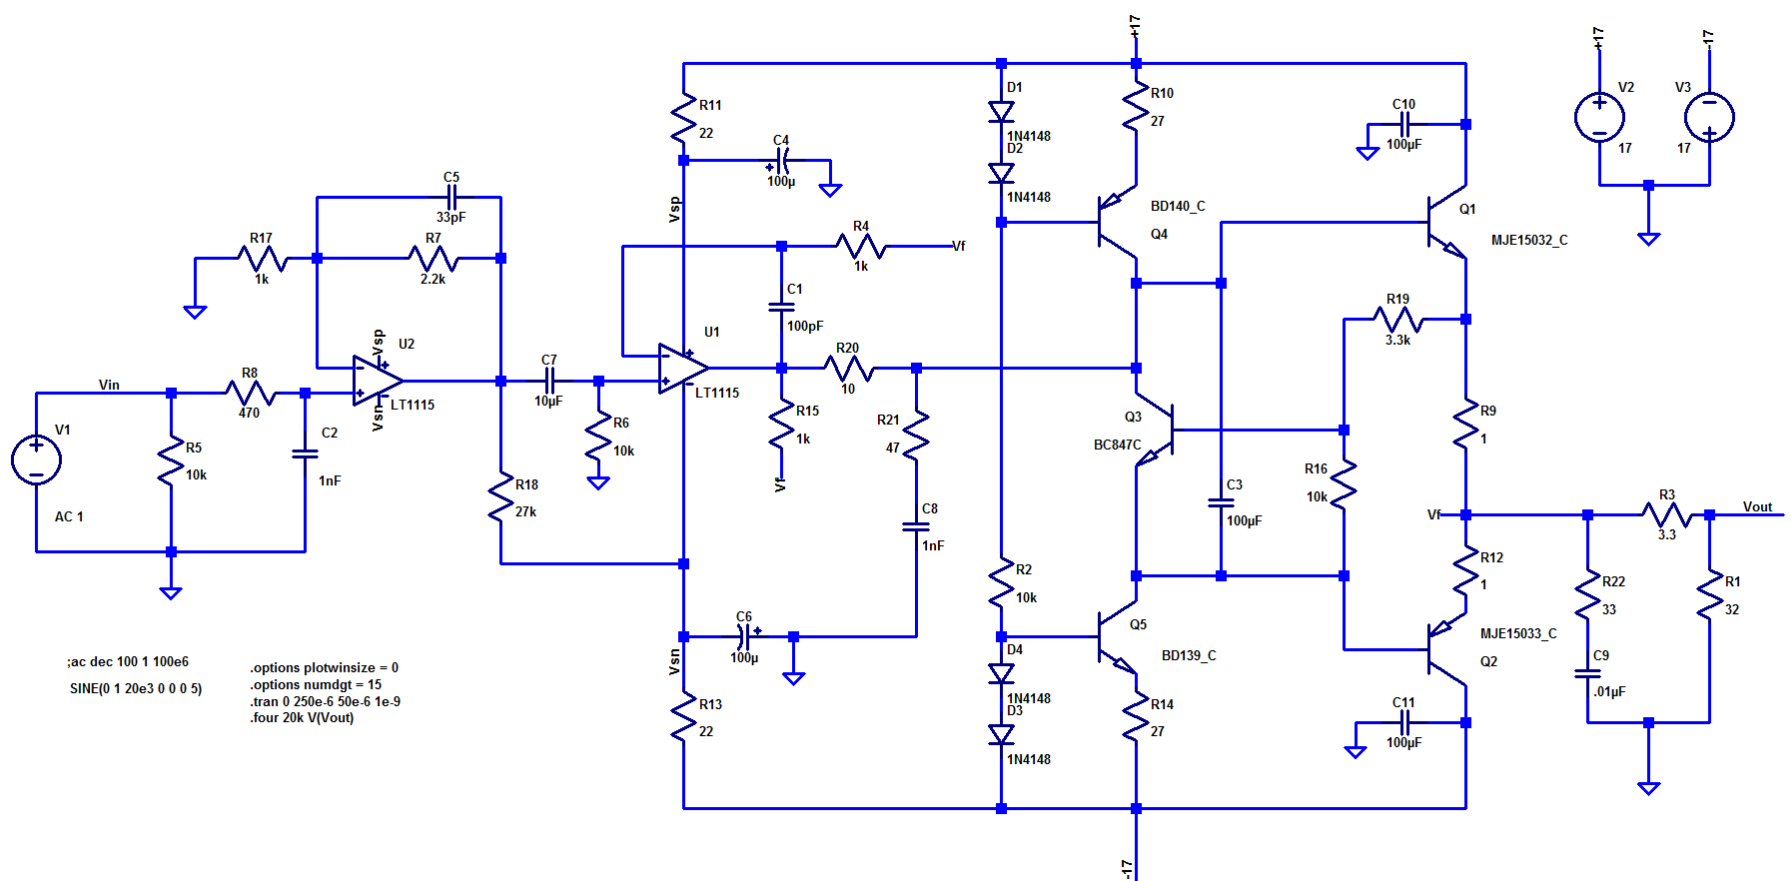 +17
+17
-17
D1
R10
R11
V2
V3
C10
22
27
1N4148
C4
D2
100µF
17
17
C5
100µ
1N4148
Vsp
BD140_C
Q1
33pF
R4
Q4
R17
R7
Vf
MJE15032_C
1k
2.2k
1k
C1
R19
100pF
U1
Vsp
U2
R20
3.3k
C7
Vin
R8
LT1115
10
LT1115
Vsn
10µF
R15
Q3
R9
V1
470
C2
R6
R21
R5
1k
47
BC847C
1
10k
10k
R16
1nF
Vf
C3
R18
10k
R3
AC 1
27k
C8
100µF
Vf
Vout
1nF
3.3
R12
R2
R22
R1
10k
1
33
32
C6
Q5
MJE15033_C
D4
100µ
BD139_C
Q2
;ac dec 100 1 100e6
Vsn
C9
.options plotwinsize = 0
SINE(0 1 20e3 0 0 0 5)
.options numdgt = 15
1N4148
.01µF
.tran 0 250e-6 50e-6 1e-9
R13
D3
R14
C11
.four 20k V(Vout)
22
27
100µF
1N4148
-17